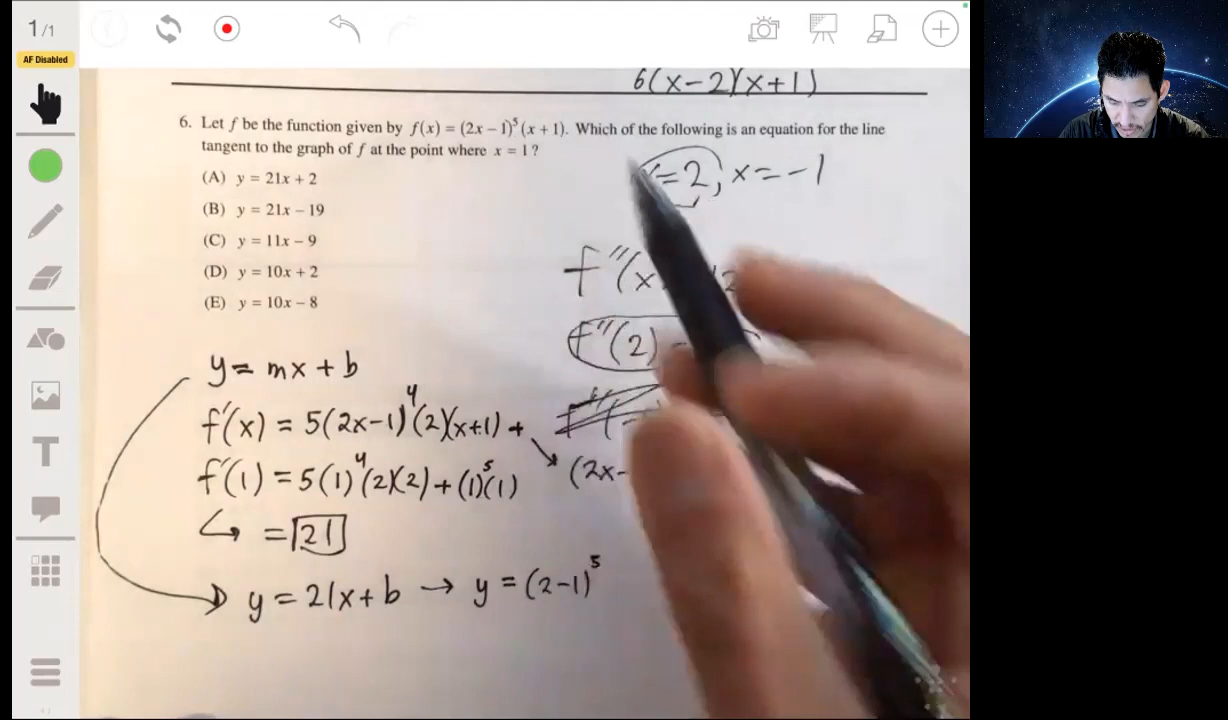 1/1
AF Disabled
6(x-2)(x+1)
6. Let f be the function given by f(x) = (2x - 1)⁵ (x + 1). Which of the following is an equation for the line
tangent to the graph of f at the point where x = 1 ?
x=2, x=-1
(A) y = 21x + 2
(B) y = 21x - 19
(C) y = 11x - 9
(D) y = 10x + 2
(E) y = 10x - 8
f''(x
f''(2)
y = mx + b
f'(x) = 5(2x-1)⁴(2)(x+1) +
(2x-
f'(1) = 5(1)⁴(2)(2) + (1)⁵(1)
= 21
y = 21x + b → y = (2-1)⁵
T